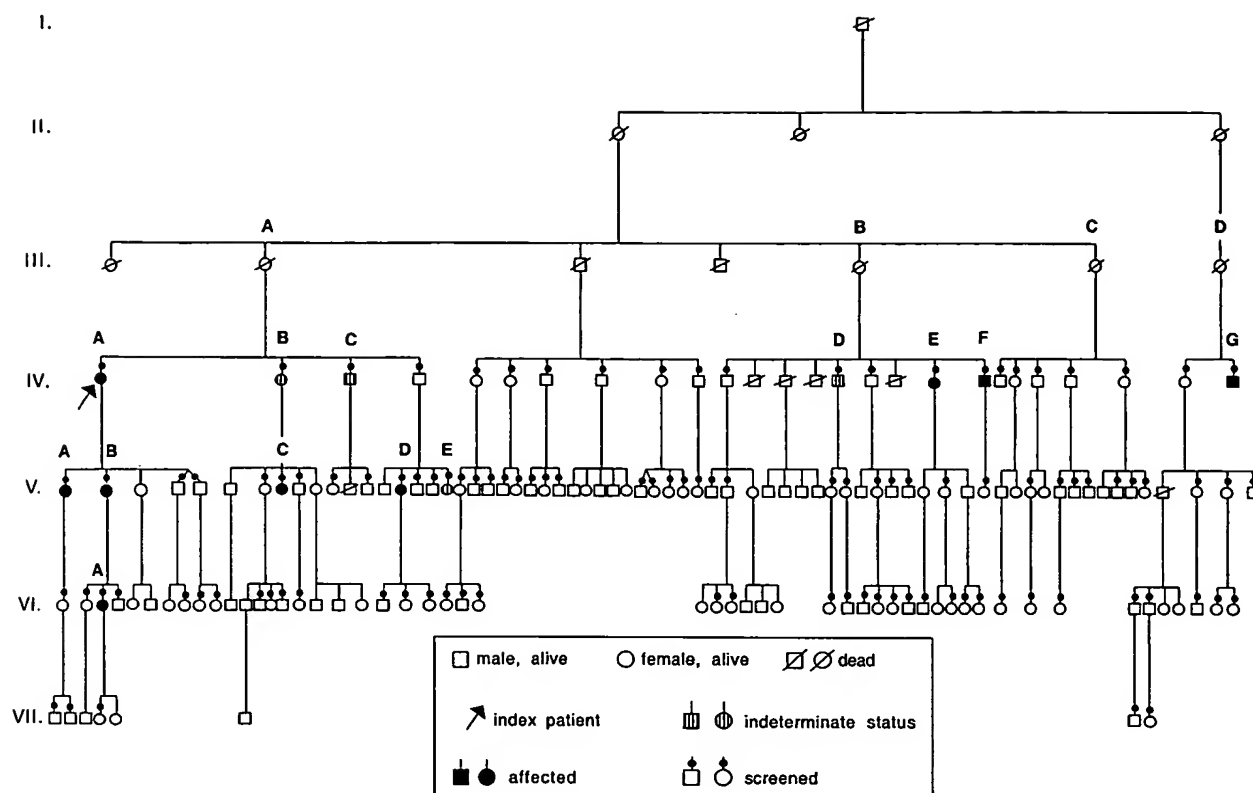 I.
II.
A B C D
III.
A B C D E F G
IV.
A B C D E
V.
A
VI.
male, alive female, alive dead
VII.
index patient indeterminate status
affected screened